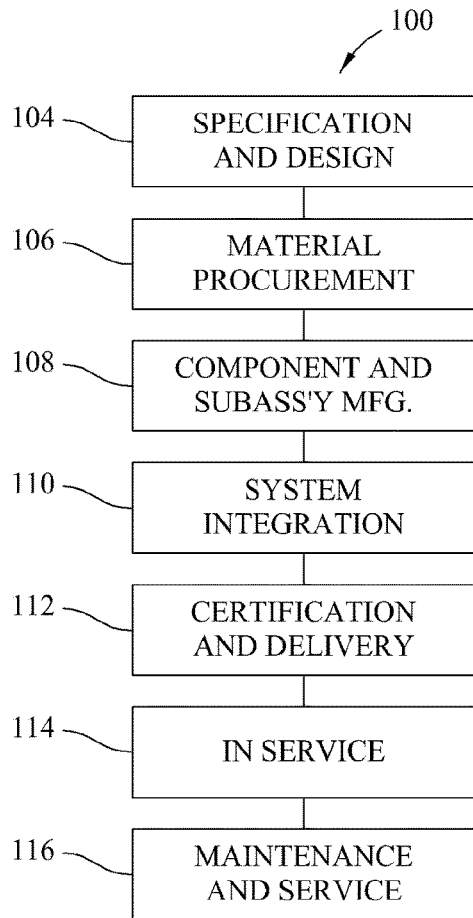 100
104
SPECIFICATION
AND DESIGN
106
MATERIAL
PROCUREMENT
108
COMPONENT AND
SUBASS'Y MFG.
110
SYSTEM
INTEGRATION
112
CERTIFICATION
AND DELIVERY
114
IN SERVICE
116
MAINTENANCE
AND SERVICE